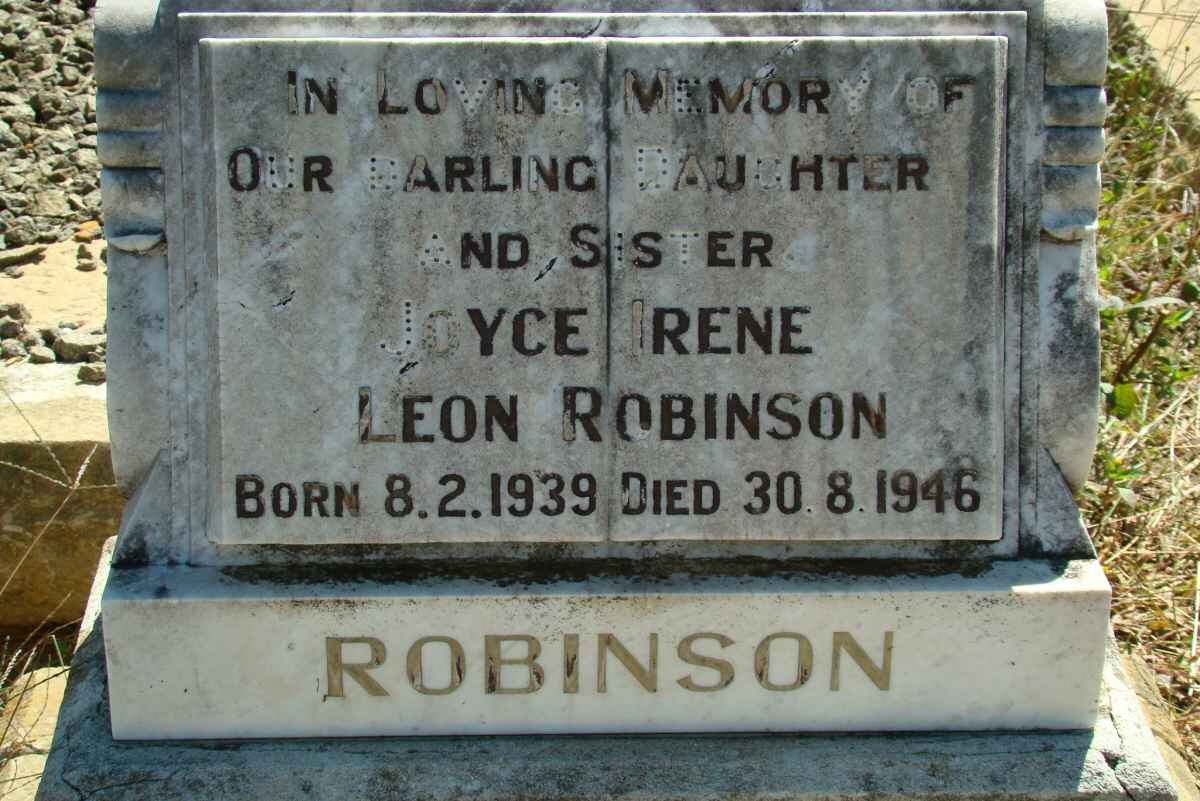 IN LOVING MEMORY OF
OUR DARLING DAUGHTER
AND SISTER
JOYCE IRENE
LEON ROBINSON
BORN 8.2.1939 DIED 30.8.1946
ROBINSON